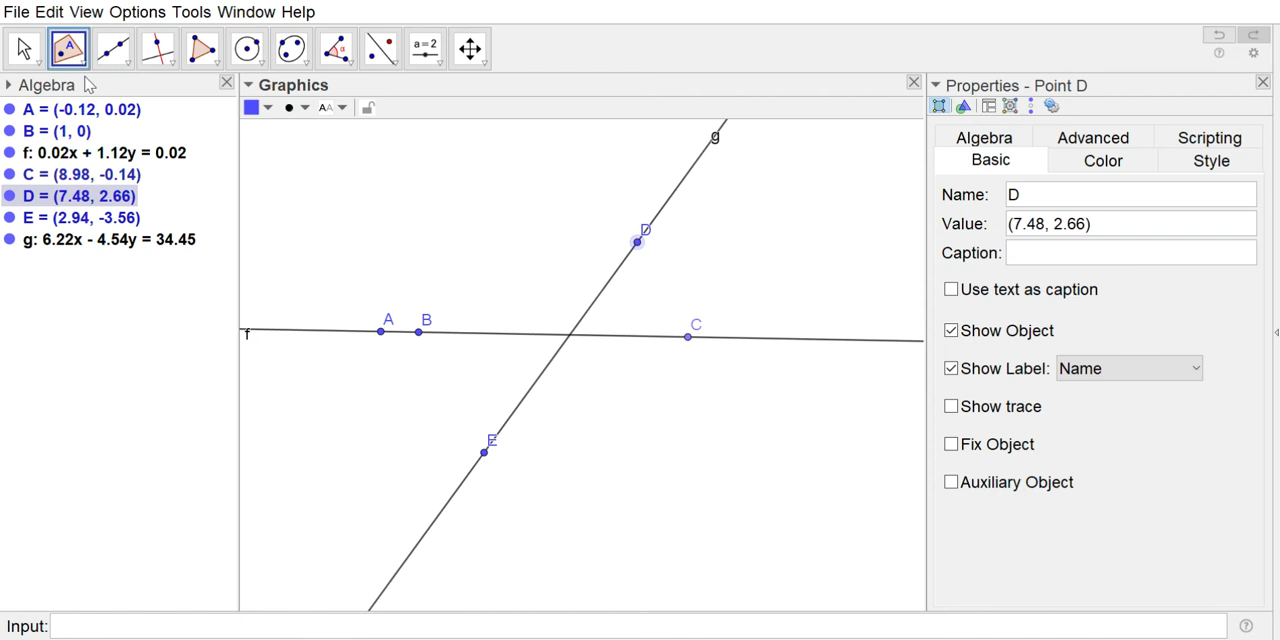 File Edit View Options Tools Window Help
A
α
a=2
Algebra
A = (-0.12, 0.02)
B = (1, 0)
f: 0.02x + 1.12y = 0.02
C = (8.98, -0.14)
D = (7.48, 2.66)
E = (2.94, -3.56)
g: 6.22x - 4.54y = 34.45
Graphics
AA
g
D
A
B
C
f
E
Properties - Point D
Algebra Advanced Scripting
Basic Color Style
Name: D
Value: (7.48, 2.66)
Caption:
Use text as caption
Show Object
Show Label: Name
Show trace
Fix Object
Auxiliary Object
Input: